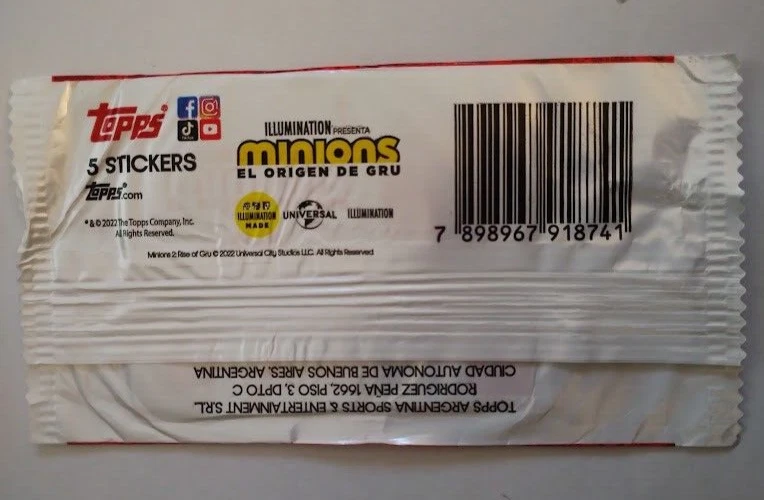 TOPPS®
TikTok
5 STICKERS
TOPPS®.com
® & © 2022 The Topps Company, Inc.
All Rights Reserved.
ILLUMINATION PRESENTA
minions
EL ORIGEN DE GRU
ILLUMINATION
MADE
UNIVERSAL
ILLUMINATION
Minions 2: Rise of Gru © 2022 Universal City Studios LLC. All Rights Reserved.
7 898967 918741
TOPPS ARGENTINA SPORTS & ENTERTAINMENT S.R.L.
RODRIGUEZ PEÑA 1662, PISO 3, DPTO C
CIUDAD AUTONOMA DE BUENOS AIRES. ARGENTINA